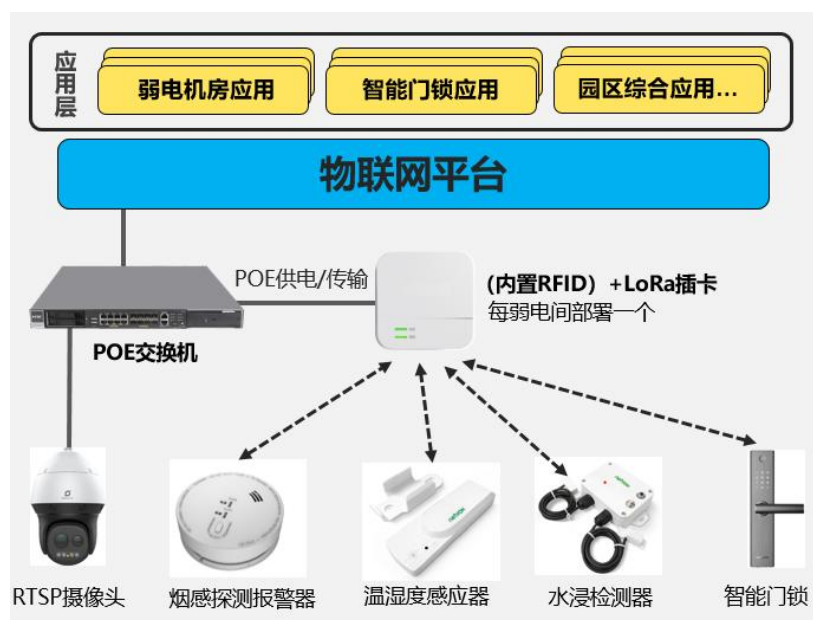 应用层
弱电机房应用
智能门锁应用
园区综合应用...
物联网平台
POE供电/传输
(内置RFID）+LoRa插卡
每弱电间部署一个
POE交换机
RTSP摄像头
烟感探测报警器
温湿度感应器
水浸检测器
智能门锁